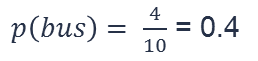 p(bus) = 4/10 = 0.4